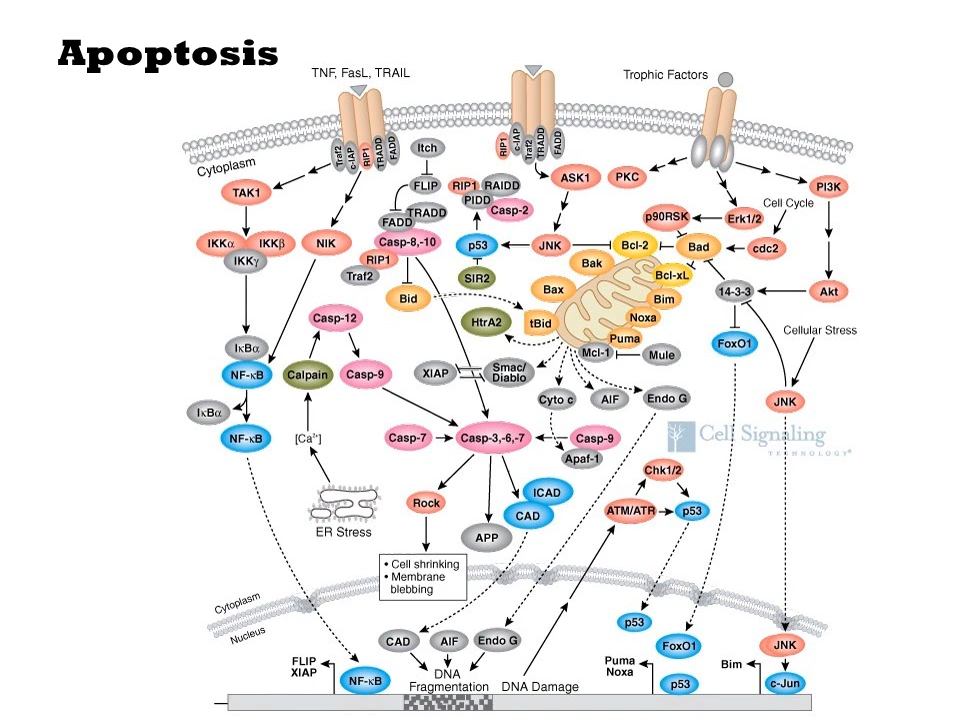 Apoptosis
TNF, FasL, TRAIL
Trophic Factors
Traf2
c-IAP
RIP1
TRADD
FADD
RIP1
c-IAP
Traf2
TRADD
FADD
Cytoplasm
Itch
TAK1
FLIP
RIP1
RAIDD
PIDD
Casp-2
ASK1
PKC
PI3K
Cell Cycle
TRADD
FADD
p90RSK
Erk1/2
IKKα
IKKβ
IKKγ
NIK
Casp-8,-10
p53
JNK
Bcl-2
Bad
cdc2
RIP1
Traf2
SIR2
Bak
Bcl-xL
Bid
Bax
Bim
14-3-3
Akt
Casp-12
HtrA2
tBid
Noxa
Puma
Cellular Stress
IκBα
NF-κB
Calpain
Casp-9
XIAP
Smac/
Diablo
Mcl-1
Mule
FoxO1
IκBα
Cyto c
AIF
Endo G
JNK
NF-κB
[Ca²⁺]
Casp-7
Casp-3,-6,-7
Casp-9
Apaf-1
Cell Signaling
TECHNOLOGY®
Chk1/2
ER Stress
Rock
ICAD
CAD
ATM/ATR
p53
APP
• Cell shrinking
• Membrane
blebbing
Cytoplasm
Nucleus
p53
CAD
AIF
Endo G
FoxO1
JNK
FLIP
XIAP
NF-κB
DNA
Fragmentation
DNA Damage
Puma
Noxa
p53
Bim
c-Jun